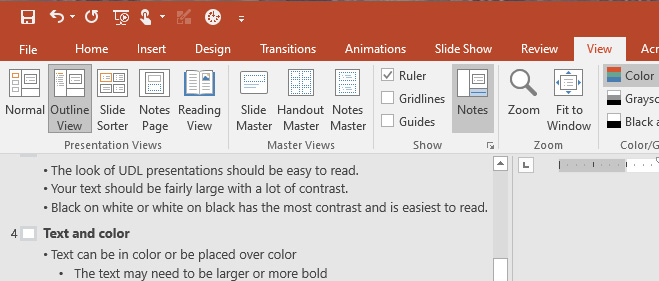 File Home Insert Design Transitions Animations Slide Show Review View Acr
Normal Outline View Slide Sorter Notes Page Reading View Slide Master Handout Master Notes Master Ruler Gridlines Guides Notes Zoom Fit to Window Color Graysc Black a
Presentation Views Master Views Show Zoom Color/G
• The look of UDL presentations should be easy to read.
• Your text should be fairly large with a lot of contrast.
• Black on white or white on black has the most contrast and is easiest to read.
4 Text and color
• Text can be in color or be placed over color
• The text may need to be larger or more bold